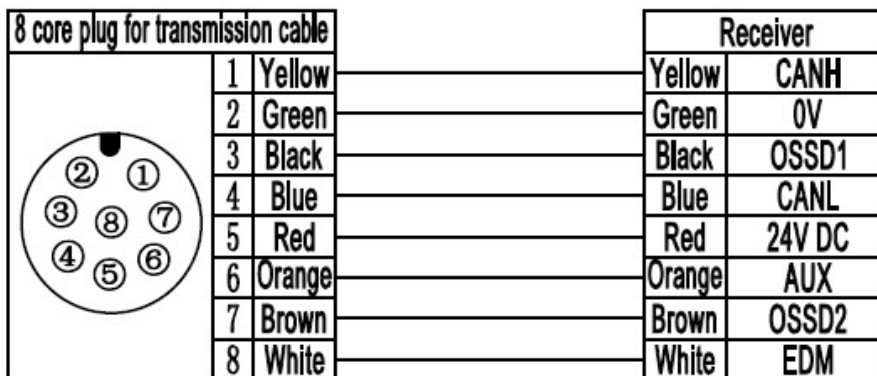 8 core plug for transmission cable Receiver
1 Yellow Yellow CANH
2 Green Green 0V
3 Black Black OSSD1
4 Blue Blue CANL
5 Red Red 24V DC
6 Orange Orange AUX
7 Brown Brown OSSD2
8 White White EDM
② ①
③ ⑧ ⑦
④ ⑤ ⑥